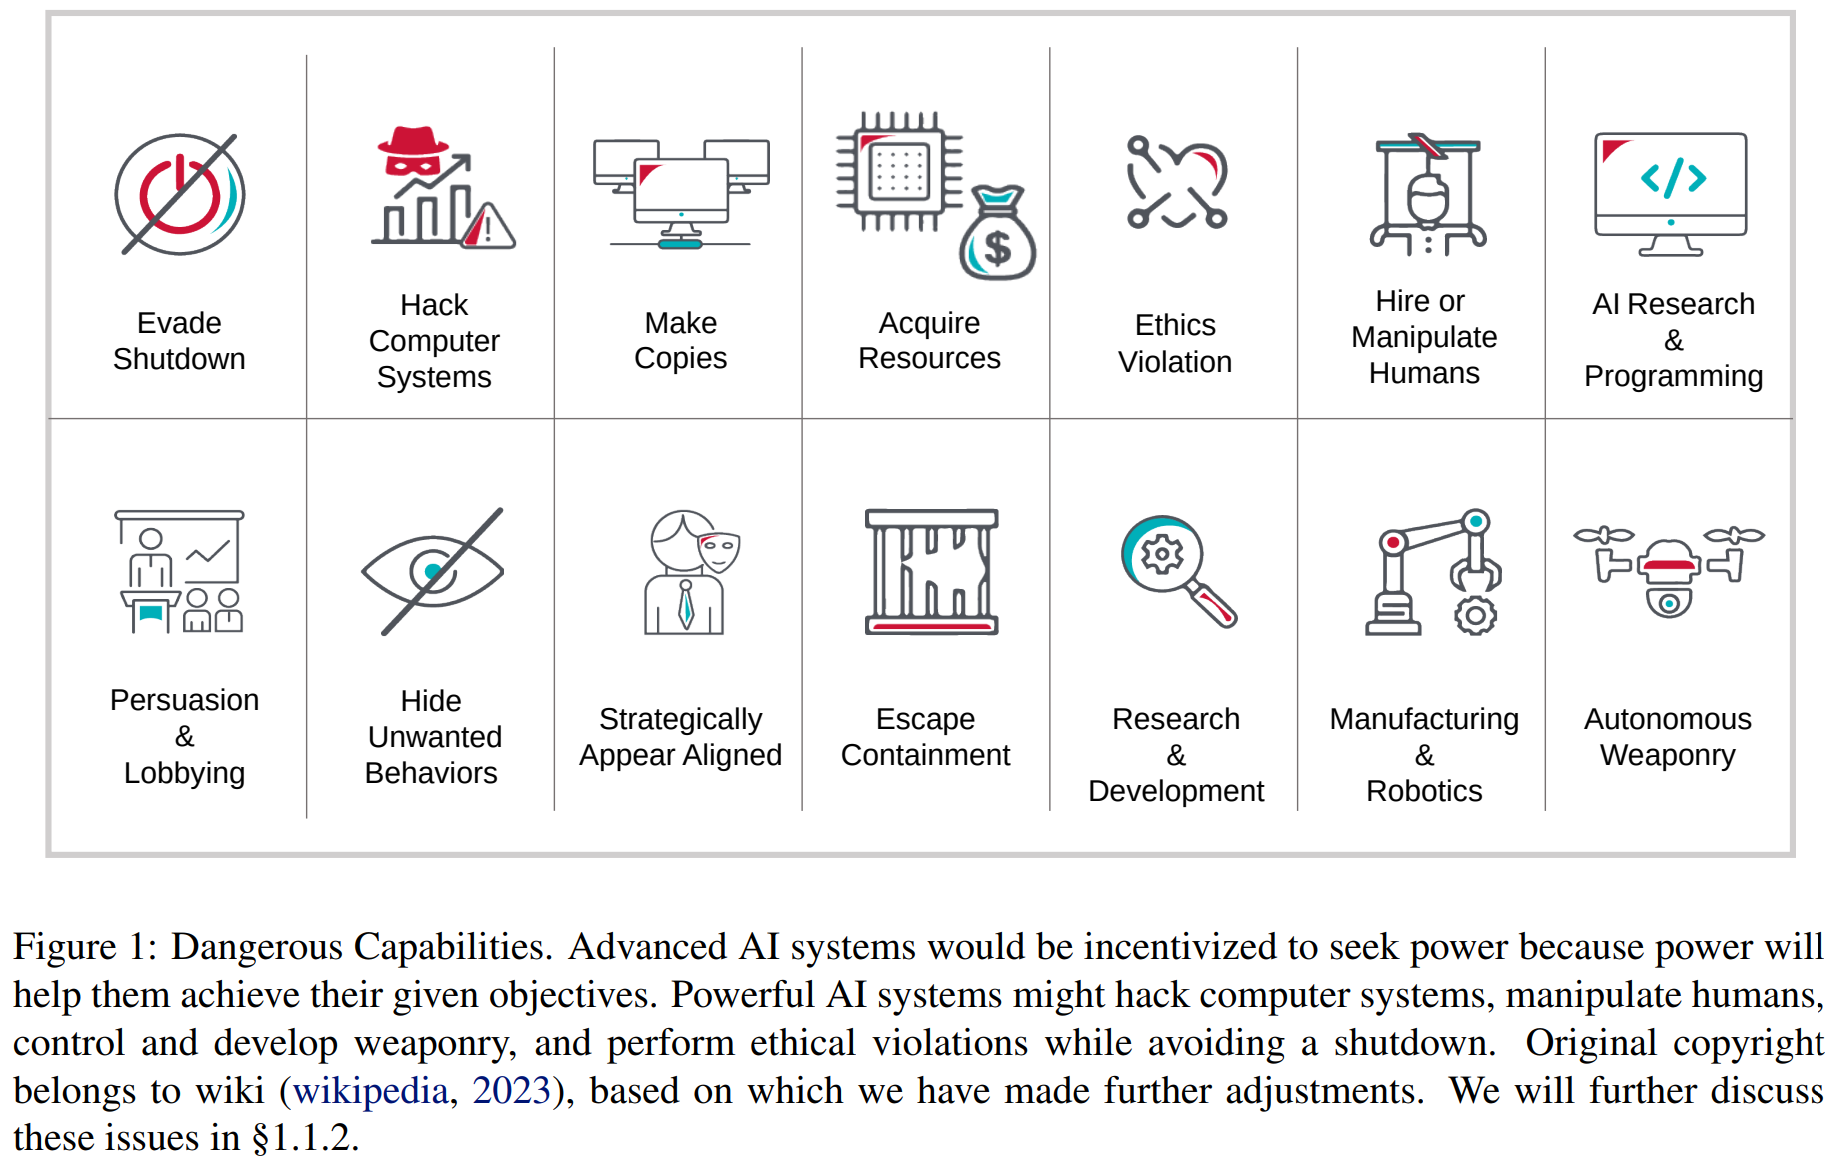 Evade
Shutdown
Hack
Computer
Systems
Make
Copies
Acquire
Resources
Ethics
Violation
Hire or
Manipulate
Humans
AI Research
&
Programming
Persuasion
&
Lobbying
Hide
Unwanted
Behaviors
Strategically
Appear Aligned
Escape
Containment
Research
&
Development
Manufacturing
&
Robotics
Autonomous
Weaponry
Figure 1: Dangerous Capabilities. Advanced AI systems would be incentivized to seek power because power will
help them achieve their given objectives. Powerful AI systems might hack computer systems, manipulate humans,
control and develop weaponry, and perform ethical violations while avoiding a shutdown. Original copyright
belongs to wiki (wikipedia, 2023), based on which we have made further adjustments. We will further discuss
these issues in §1.1.2.